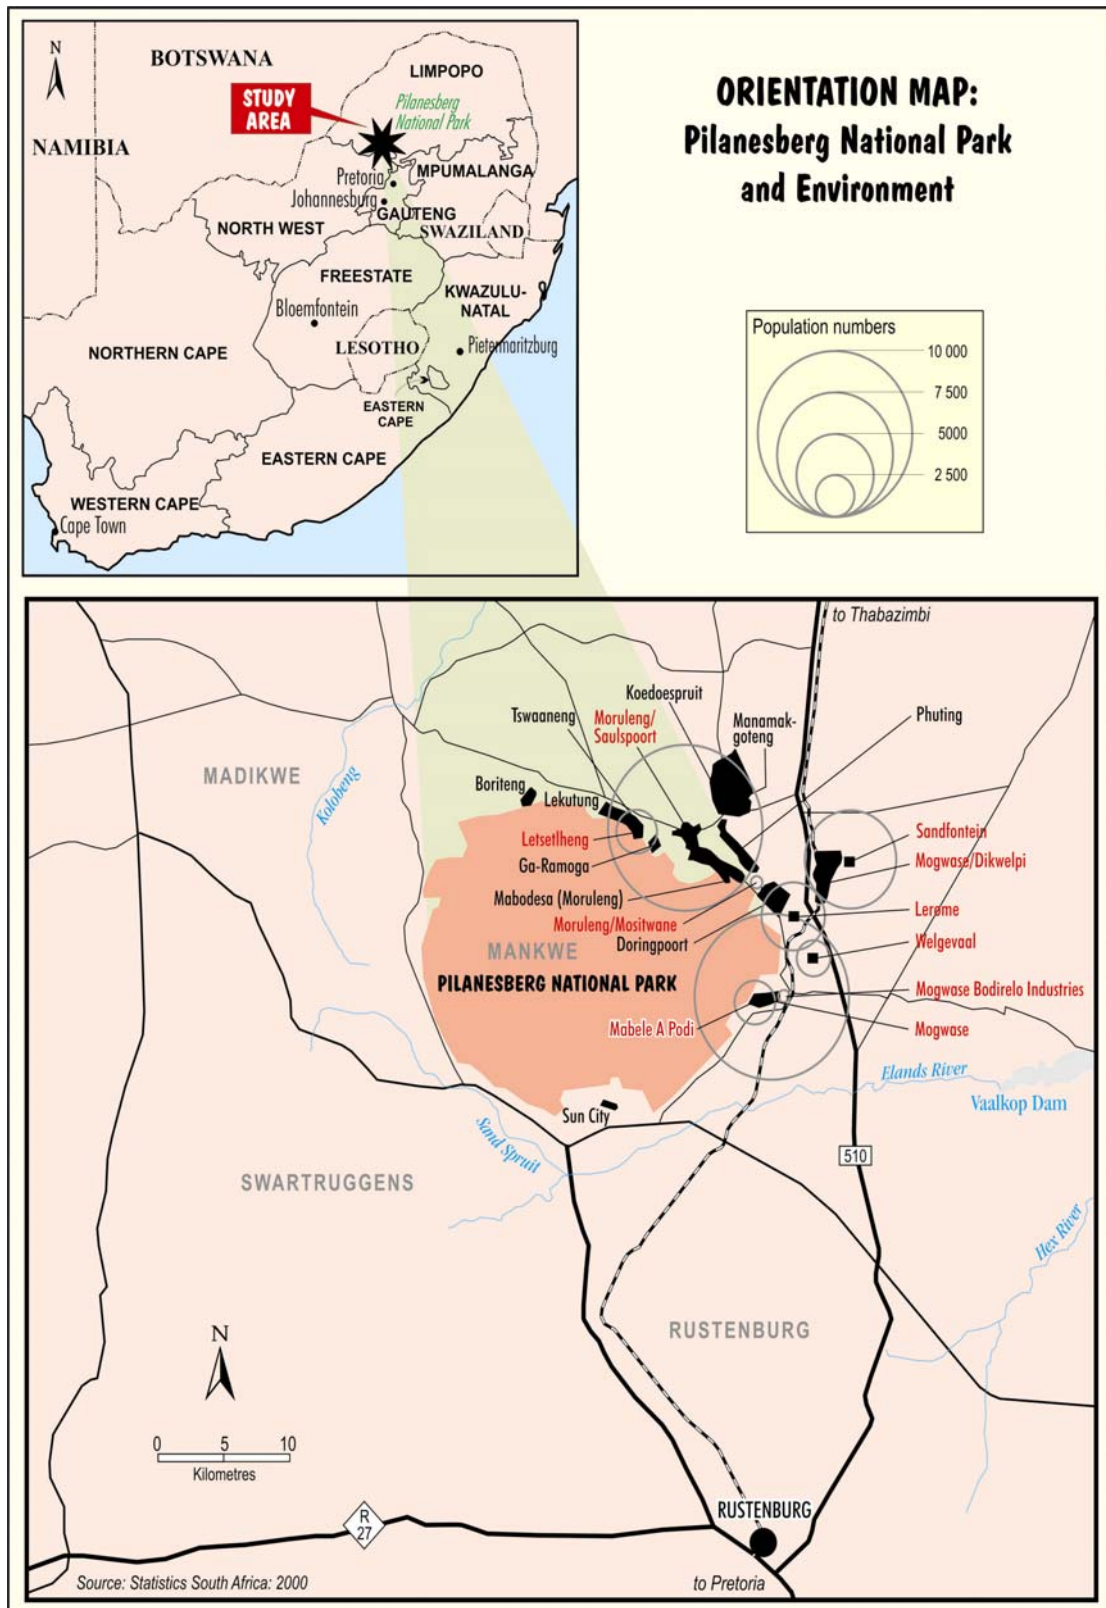 ORIENTATION MAP:
Pilanesberg National Park
and Environment
N
BOTSWANA
LIMPOPO
STUDY
AREA
Pilanesberg
National Park
NAMIBIA
MPUMALANGA
Pretoria
Johannesburg
GAUTENG
NORTH WEST
SWAZILAND
FREESTATE
KWAZULU-
NATAL
Bloemfontein
NORTHERN CAPE
LESOTHO
Pietermaritzburg
EASTERN
CAPE
EASTERN CAPE
WESTERN CAPE
Cape Town
Population numbers
10 000
7 500
5000
2 500
to Thabazimbi
Koedoespruit
Tswaaneng
Moruleng/
Saulspoort
Manamak-
goteng
Phuting
MADIKWE
Kolobeng
Boriteng
Lekutung
Letsetlheng
Sandfontein
Ga-Ramoga
Mogwase/Dikwelpi
Mabodesa (Moruleng)
Lerome
Moruleng/Mositwane
Doringpoort
Welgevaal
MANKWE
PILANESBERG NATIONAL PARK
Mogwase Bodirelo Industries
Mabele A Podi
Mogwase
Elands River
Vaalkop Dam
Sun City
Sand Spruit
510
SWARTRUGGENS
Hex River
RUSTENBURG
N
0 5 10
Kilometres
RUSTENBURG
R
27
Source: Statistics South Africa: 2000
to Pretoria